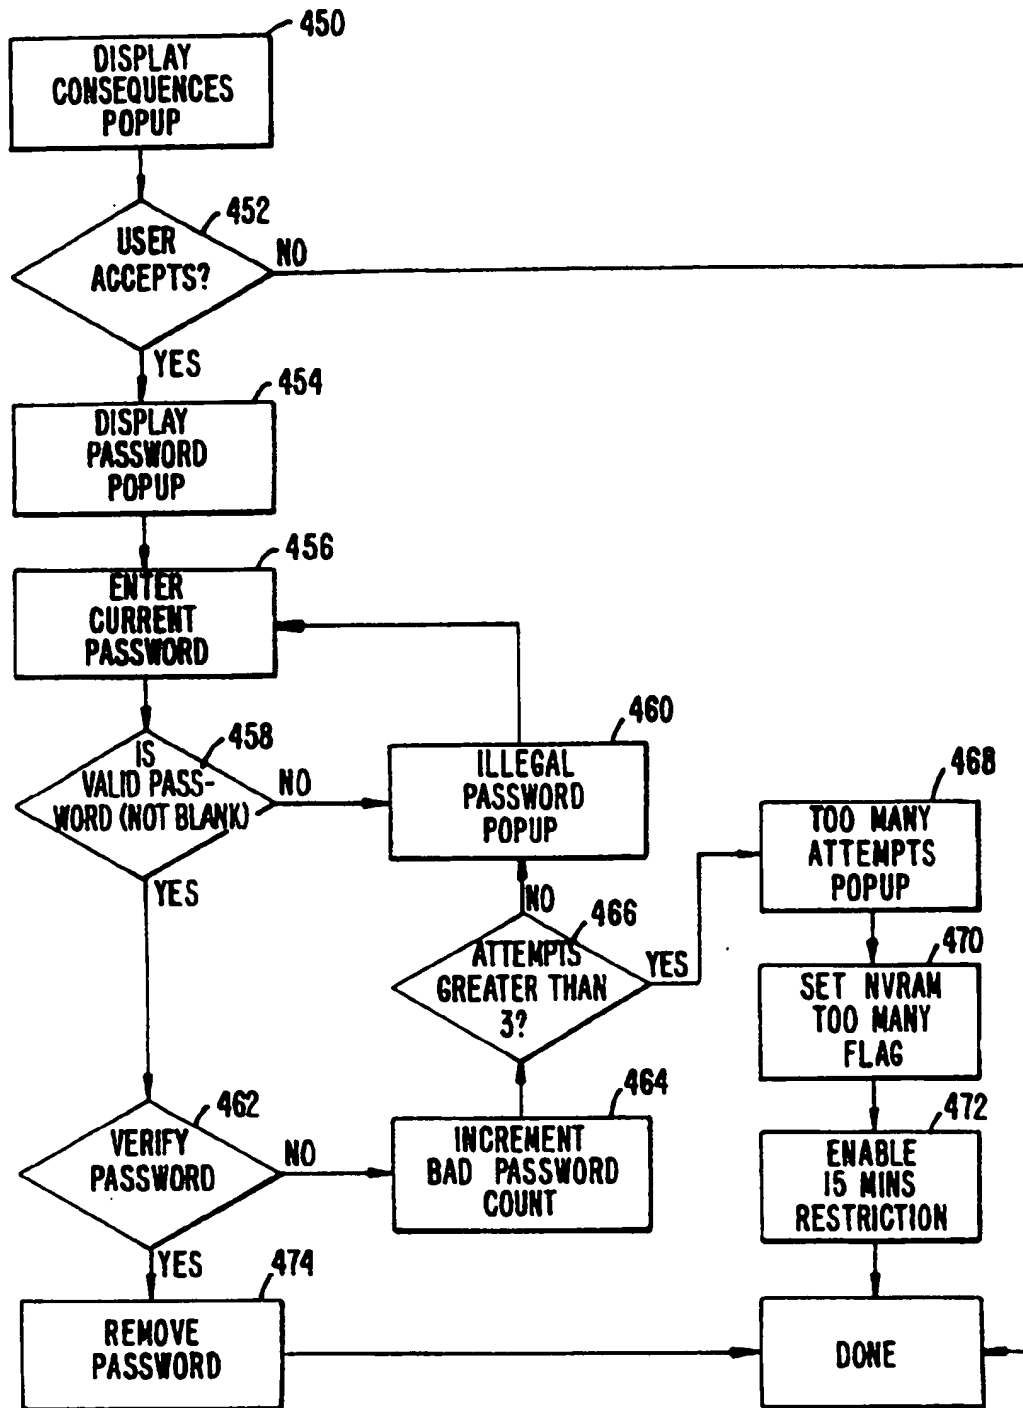 450
DISPLAY
CONSEQUENCES
POPUP
452
USER
ACCEPTS?
NO
YES
454
DISPLAY
PASSWORD
POPUP
456
ENTER
CURRENT
PASSWORD
458
IS
VALID PASS-
WORD (NOT BLANK)
NO
YES
460
ILLEGAL
PASSWORD
POPUP
NO
466
ATTEMPTS
GREATER THAN
3?
YES
468
TOO MANY
ATTEMPTS
POPUP
470
SET NVRAM
TOO MANY
FLAG
472
ENABLE
15 MINS
RESTRICTION
462
VERIFY
PASSWORD
NO
YES
464
INCREMENT
BAD PASSWORD
COUNT
474
REMOVE
PASSWORD
DONE